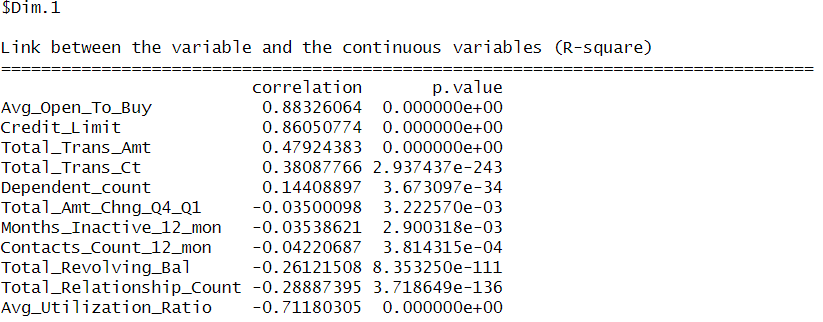 $Dim.1
Link between the variable and the continuous variables (R-square)
=================================================================================
correlation p.value
Avg_Open_To_Buy 0.88326064 0.000000e+00
Credit_Limit 0.86050774 0.000000e+00
Total_Trans_Amt 0.47924383 0.000000e+00
Total_Trans_Ct 0.38087766 2.937437e-243
Dependent_count 0.14408897 3.673097e-34
Total_Amt_Chng_Q4_Q1 -0.03500098 3.222570e-03
Months_Inactive_12_mon -0.03538621 2.900318e-03
Contacts_Count_12_mon -0.04220687 3.814315e-04
Total_Revolving_Bal -0.26121508 8.353250e-111
Total_Relationship_Count -0.28887395 3.718649e-136
Avg_Utilization_Ratio -0.71180305 0.000000e+00